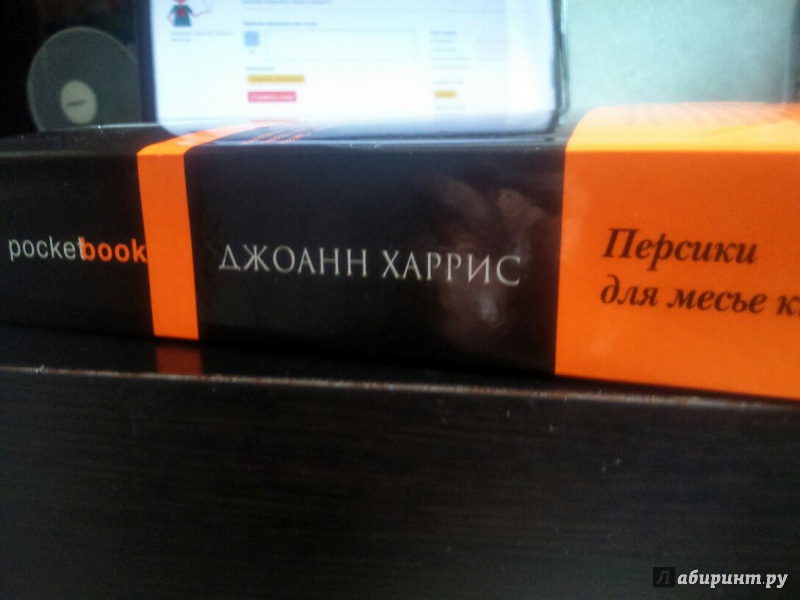 pocketbook
ДЖОАНН ХАРРИС
Персики
для месье к
Лабиринт.ру